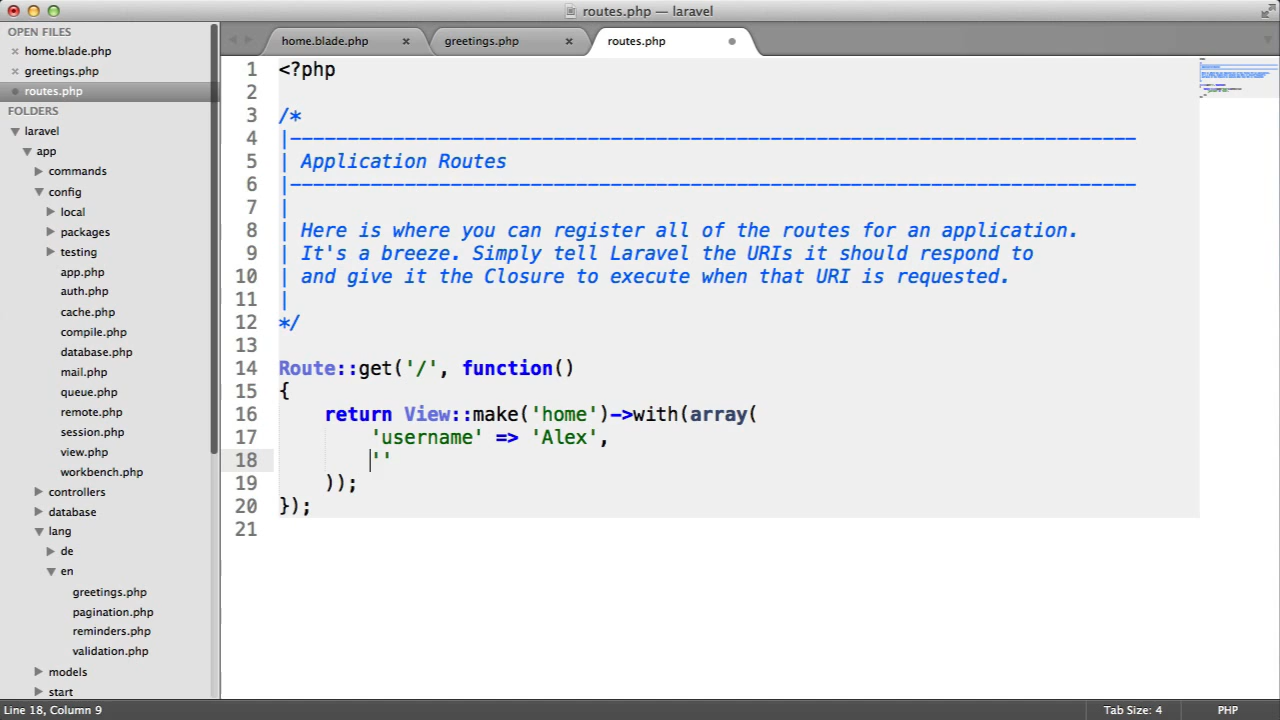 routes.php — laravel
OPEN FILES
home.blade.php
greetings.php
routes.php
FOLDERS
laravel
app
commands
config
local
packages
testing
app.php
auth.php
cache.php
compile.php
database.php
mail.php
queue.php
remote.php
session.php
view.php
workbench.php
controllers
database
lang
de
en
greetings.php
pagination.php
reminders.php
validation.php
models
start
home.blade.php × greetings.php × routes.php
1 <?php
2
3 /*
4 |--------------------------------------------------------------------------
5 | Application Routes
6 |--------------------------------------------------------------------------
7 |
8 | Here is where you can register all of the routes for an application.
9 | It's a breeze. Simply tell Laravel the URIs it should respond to
10 | and give it the Closure to execute when that URI is requested.
11 |
12 */
13
14 Route::get('/', function()
15 {
16     return View::make('home')->with(array(
17         'username' => 'Alex',
18         ''
19     ));
20 });
21
Line 18, Column 9 Tab Size: 4 PHP